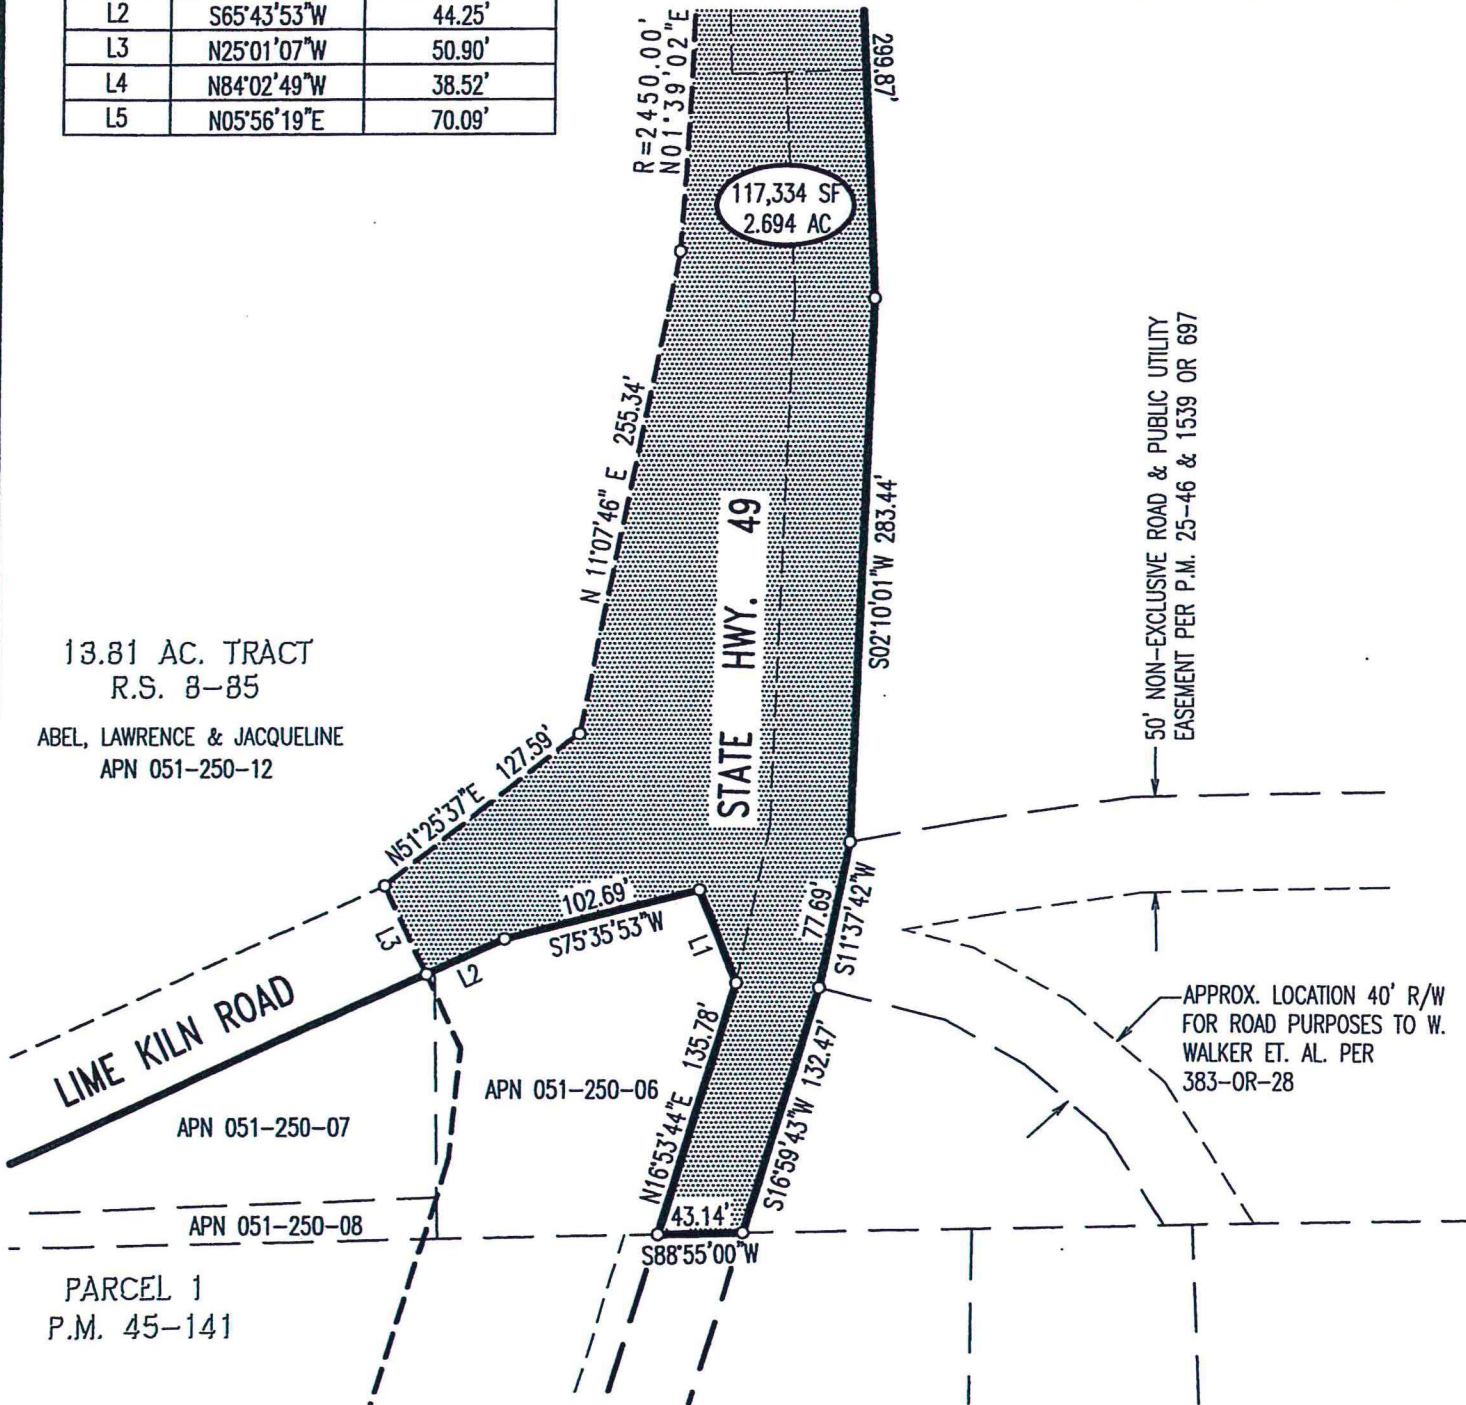 L2 S65°43'53"W 44.25'
L3 N25°01'07"W 50.90'
L4 N84°02'49"W 38.52'
L5 N05°56'19"E 70.09'
R=2450.00'
N01°39'02"E
299.87'
117,334 SF
2.694 AC
N 11°07'46" E 255.34'
STATE HWY. 49
S02°10'01"W 283.44'
50' NON-EXCLUSIVE ROAD & PUBLIC UTILITY
EASEMENT PER P.M. 25-46 & 1539 OR 697
13.81 AC. TRACT
R.S. 8-85
ABEL, LAWRENCE & JACQUELINE
APN 051-250-12
N51°25'37"E 127.59'
102.69'
S75°35'53"W
L3
L2
L1
77.69'
S11°37'42"W
LIME KILN ROAD
APPROX. LOCATION 40' R/W
FOR ROAD PURPOSES TO W.
WALKER ET. AL. PER
383-OR-28
APN 051-250-06
APN 051-250-07
N16°53'44"E 135.78'
S16°59'43"W 132.47'
43.14'
S88°55'00"W
APN 051-250-08
PARCEL 1
P.M. 45-141